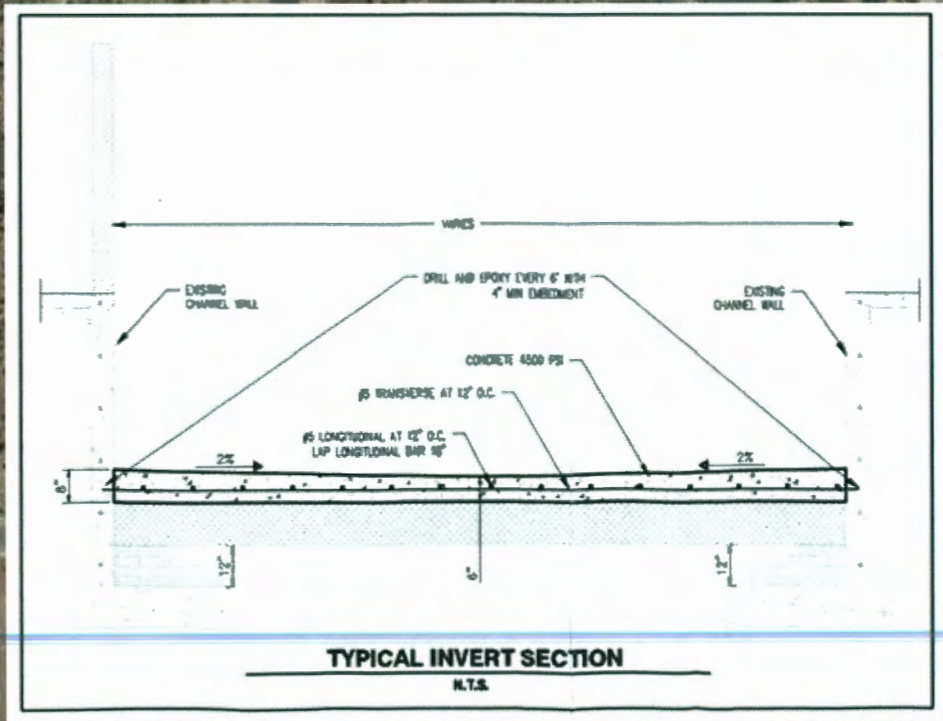 VARIES
DRILL AND EPOXY EVERY 6" WITH
4" MIN EMBEDMENT
EXISTING
CHANNEL WALL
EXISTING
CHANNEL WALL
CONCRETE 4500 PSI
#5 TRANSVERSE AT 12" O.C.
#5 LONGITUDINAL AT 12" O.C.
LAP LONGITUDINAL BAR
2%
2%
8"
12"
6"
12"
TYPICAL INVERT SECTION
N.T.S.